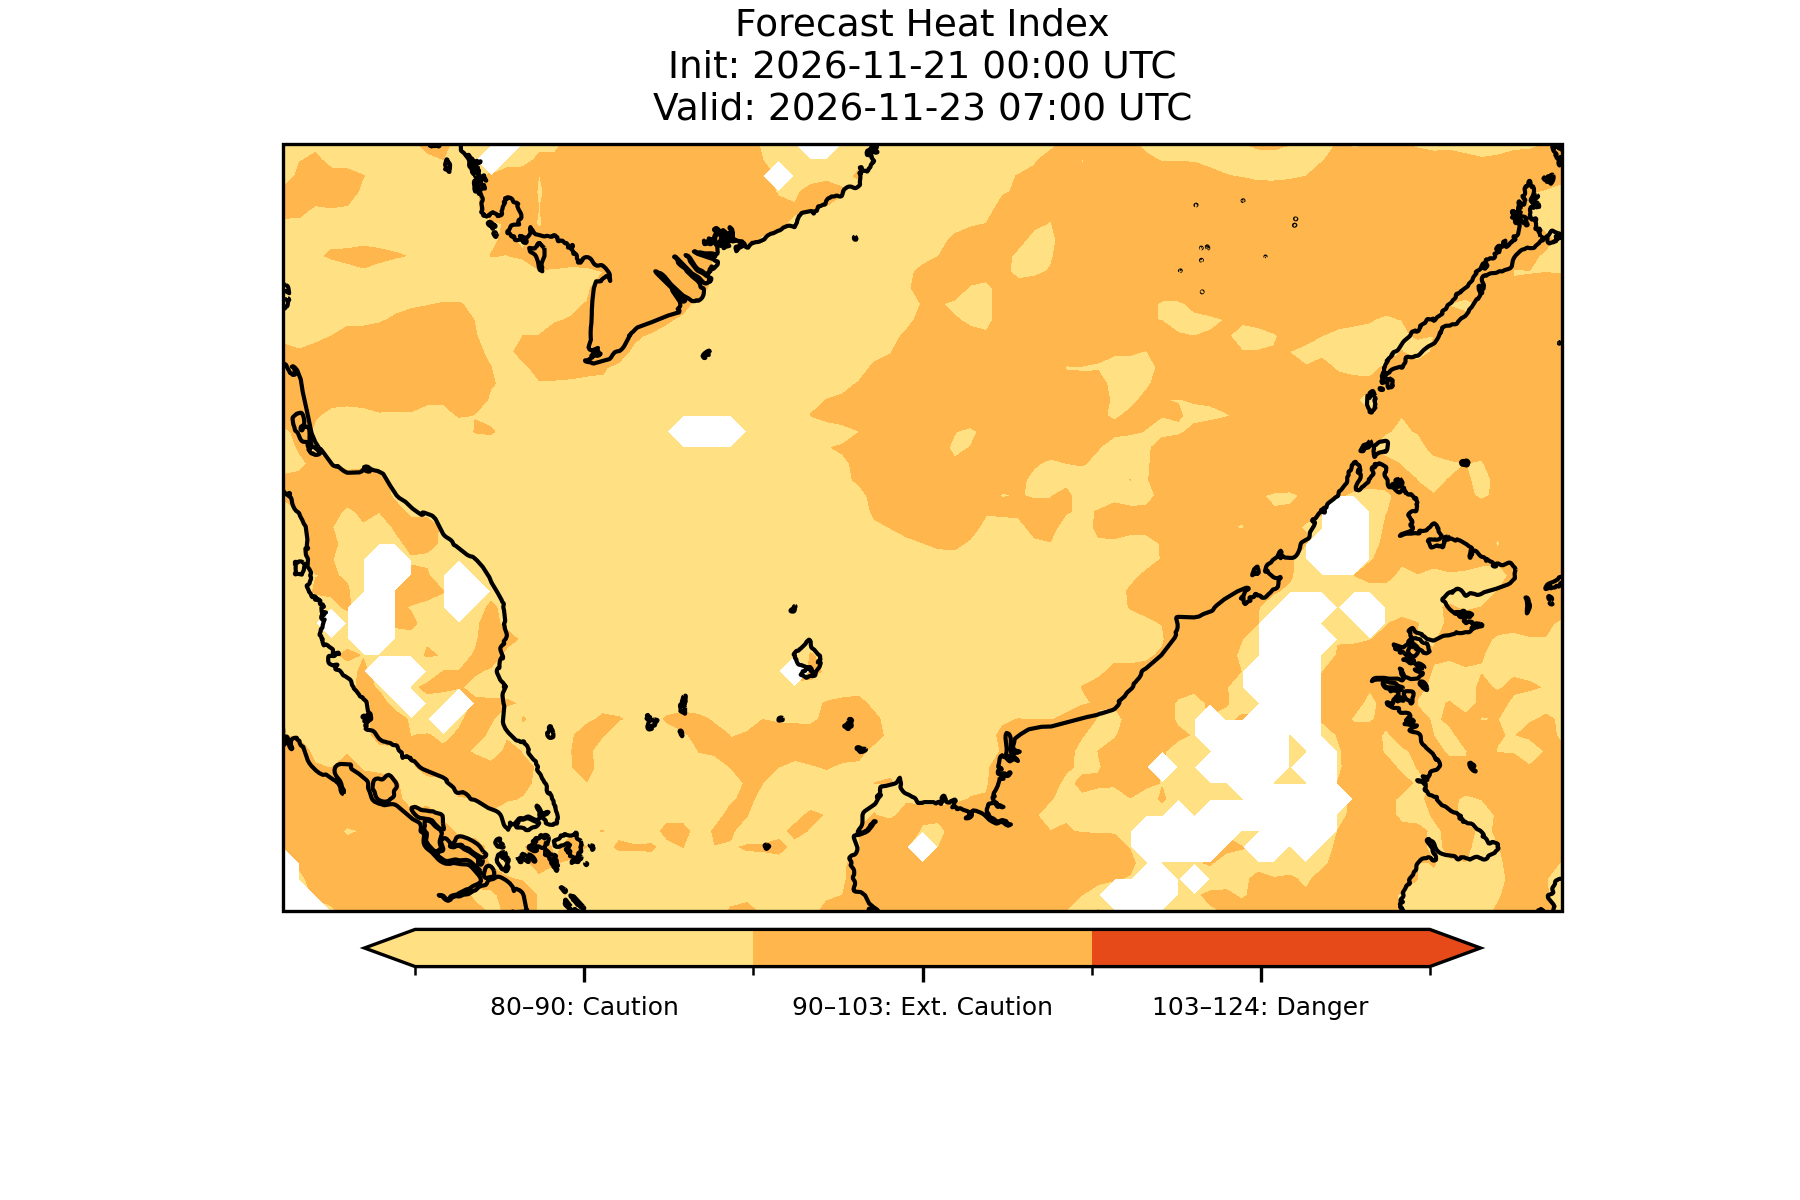 Forecast Heat Index
Init: 2026-11-21 00:00 UTC
Valid: 2026-11-23 07:00 UTC
80–90: Caution
90–103: Ext. Caution
103–124: Danger